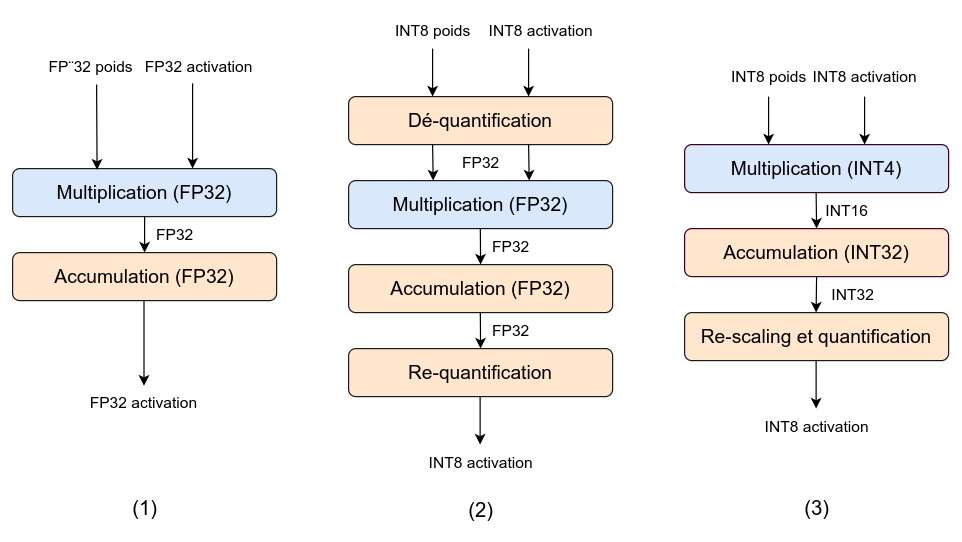 FP¨32 poids
FP32 activation
Multiplication (FP32)
FP32
Accumulation (FP32)
FP32 activation
(1)
INT8 poids
INT8 activation
Dé-quantification
FP32
Multiplication (FP32)
FP32
Accumulation (FP32)
FP32
Re-quantification
INT8 activation
(2)
INT8 poids
INT8 activation
Multiplication (INT4)
INT16
Accumulation (INT32)
INT32
Re-scaling et quantification
INT8 activation
(3)